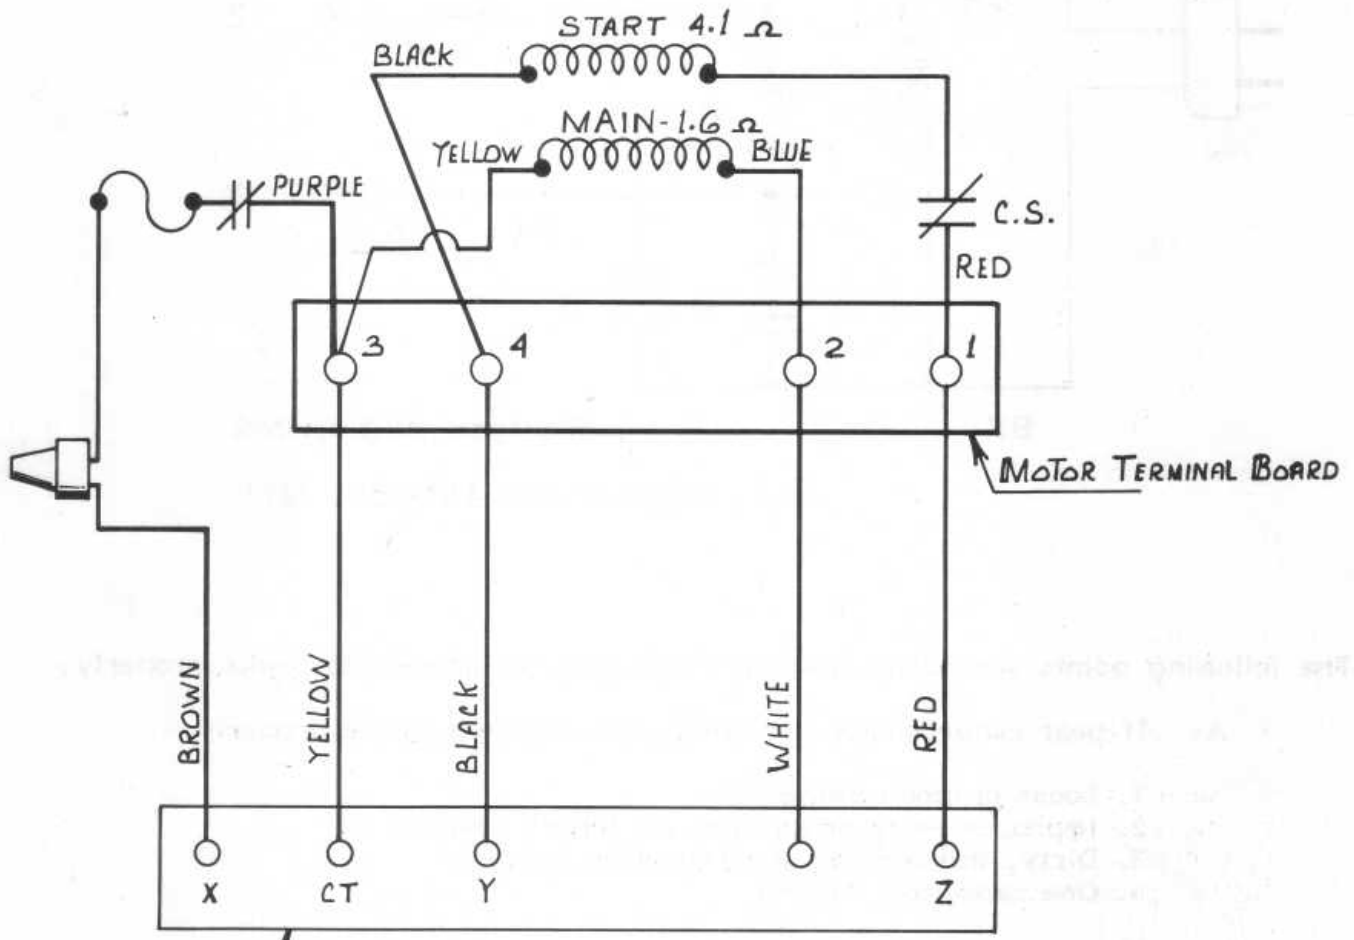 START 4.1 Ω
BLACK
MAIN-1.6 Ω
YELLOW
BLUE
PURPLE
C.S.
RED
3
4
2
1
MOTOR TERMINAL BOARD
BROWN
YELLOW
BLACK
WHITE
RED
X
CT
Y
Z